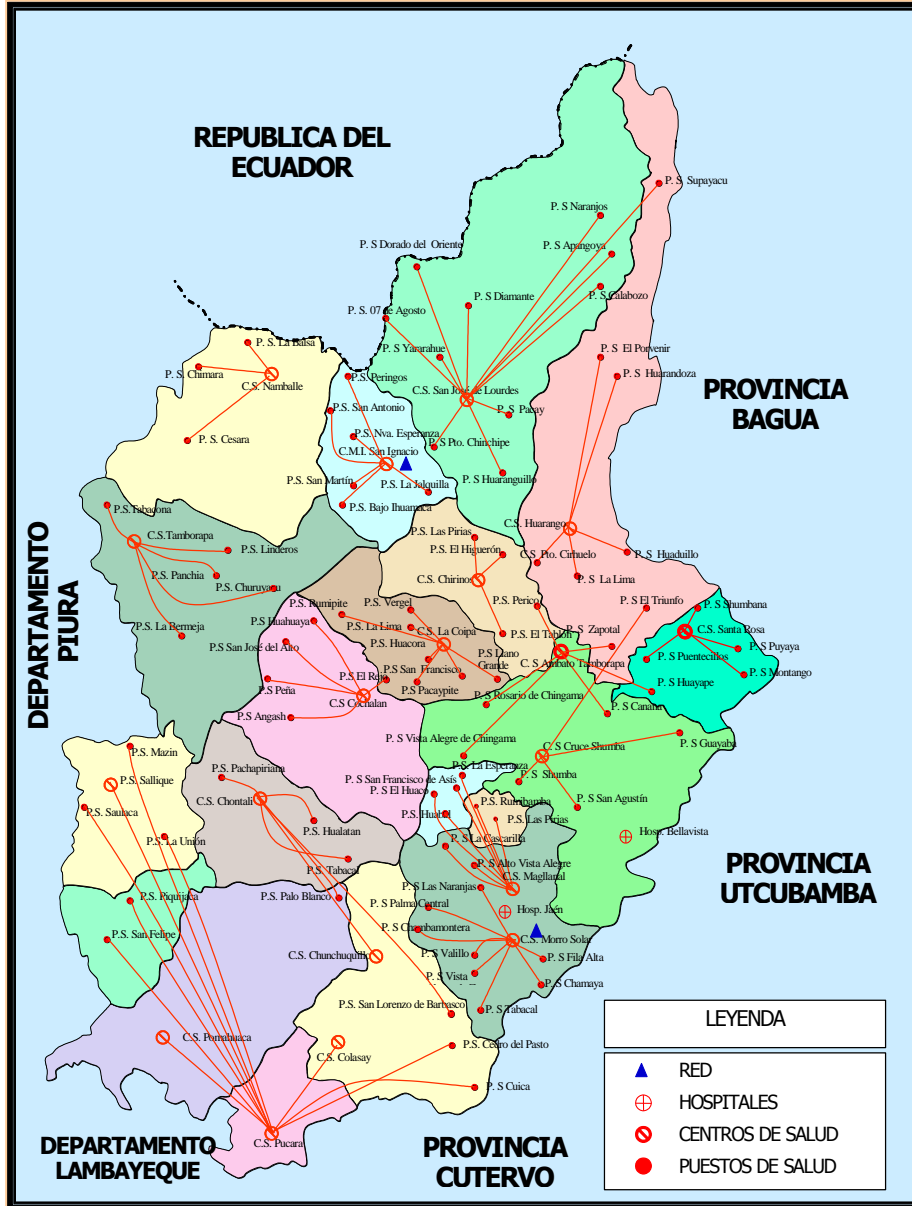 REPUBLICA DEL
ECUADOR
P. S Supayacu
P. S Naranjos
P. S Dorado del Oriente
P. S Apangoya
P. S Diamante
P. S Calabozo
P. S. 07 de Agosto
P. S. La Balsa
P. S Yararahue
P. S El Porvenir
P. S. Chimara
C.S. Namballe
P.S. Peringos
C.S. San José de Lourdes
P. S Huarandoza
PROVINCIA
BAGUA
P.S. San Antonio
P. S Pacay
P. S. Cesara
P.S. Nva. Esperanza
P. S Pto. Chinchipe
C.M.I. San Ignacio
P.S. San Martín
P.S. La Jalquilla
P. S Huaranguillo
P.S. Bajo Ihuamaca
P.S.Tabacona
C.S. Huarango
C.S.Tamborapa
P.S. Las Pirias
P.S. Linderos
P.S. El Higuerón
C.S Pto. Cirhuelo
P. S Huaduillo
P.S. Panchia
C.S. Chirinos
P. S La Lima
P.S. Churuyacu
DEPARTAMENTO
PIURA
P.S. Rumipite
P.S. Vergel
P.S. Perico
P. S El Triunfo
P. S Shumbana
P.S. La Bermeja
P.S Huahuaya
P.S. La Lima
C.S. La Coipa
P.S. El Tablón
P. S Zapotal
C.S. Santa Rosa
P.S San José del Alto
P.S. Huacora
P.S Llano
Grande
C. S Ambato Tamborapa
P. S Puentecillos
P. S Puyaya
P.S El Rejo
P.S San Francisco
P. S Montango
P.S Peña
C.S Cochalan
P.S Pacaypite
P. S Huayape
P.S Angash
P. S Rosario de Chingama
P. S Canana
P. S Vista Alegre de Chingama
C. S Cruce Shumba
P. S Guayaba
P.S. Mazin
P.S. Pachapiriana
P.S. La Esperanza
P.S. Sallique
P. S San Francisco de Asís
P. S Shumba
C.S. Chontali
P. S El Huaco
P.S. Rumibamba
P.S San Agustín
P.S. Sauaca
P.S. Hualatan
P.S. Las Pirias
P.S. La Unión
P.S La Cascarilla
Hosp. Bellavista
P.S. Tabacal
P. S Alto Vista Alegre
C.S. Magllanal
PROVINCIA
UTCUBAMBA
P.S. Piquijaca
P.S. Palo Blanco
P. S Las Naranjas
P. S Palma Central
Hosp. Jaén
P.S. San Felipe
P. S Chambamontera
C.S. Morro Solar
C.S. Chunchuquillo
P. S Valillo
P. S Fila Alta
P. S Vista
P. S Chamaya
P.S. San Lorenzo de Barbasco
P. S Tabacal
C.S. Pomahuaca
C.S. Colasay
P.S. Cedro del Pasto
P. S Cuica
C.S. Pucara
DEPARTAMENTO
LAMBAYEQUE
PROVINCIA
CUTERVO
LEYENDA
RED
HOSPITALES
CENTROS DE SALUD
PUESTOS DE SALUD